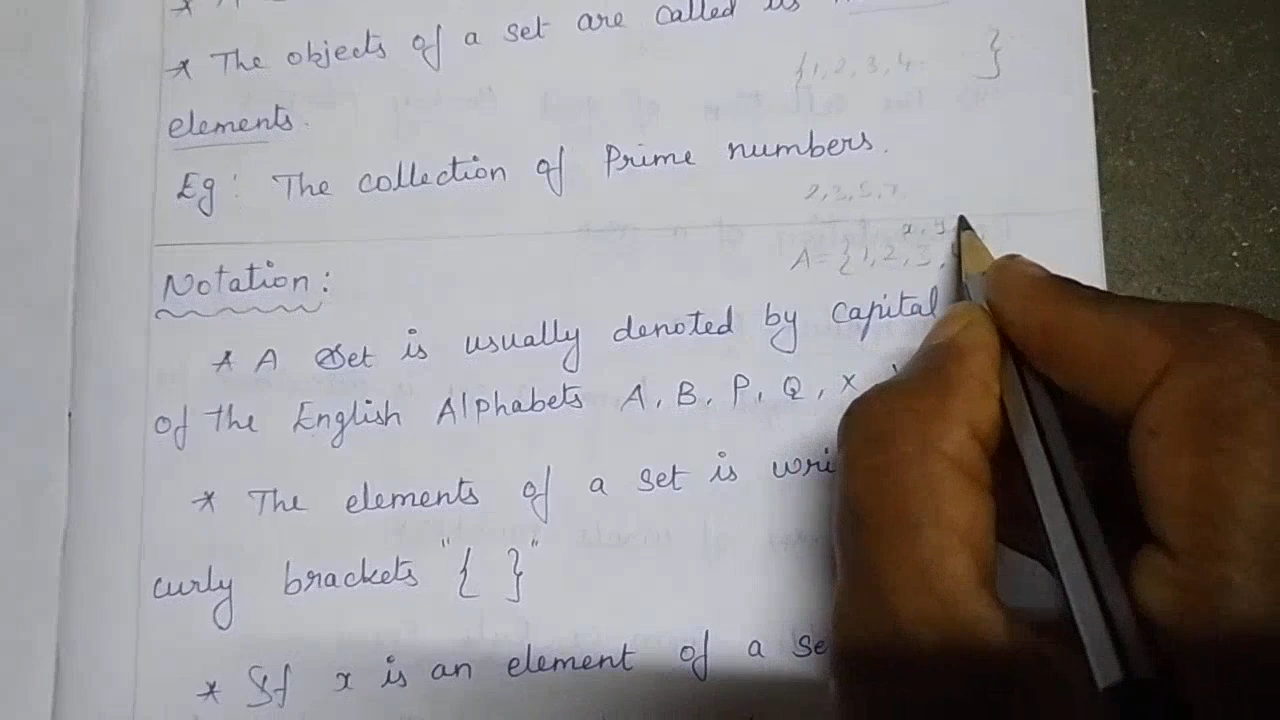 * The objects of a set are called its
{1, 2, 3, 4 }
elements.
Eg: The collection of Prime numbers.
2, 3, 5, 7
x, y
A = {1, 2, 3,
Notation:
* A Set is usually denoted by capital
of the English Alphabets A, B, P, Q, X,
* The elements of a set is
curly brackets "{ }"
* If x is an element of a